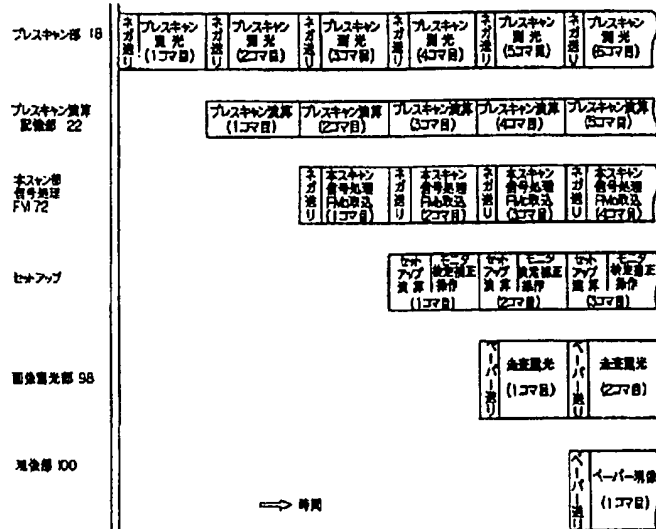 プレスキャン部 18
ネガ送り
プレスキャン
測光
(1コマ目)
ネガ送り
プレスキャン
測光
(2コマ目)
ネガ送り
プレスキャン
測光
(3コマ目)
ネガ送り
プレスキャン
測光
(4コマ目)
ネガ送り
プレスキャン
測光
(5コマ目)
ネガ送り
プレスキャン
測光
(6コマ目)
プレスキャン演算
記憶部 22
プレスキャン演算
(1コマ目)
プレスキャン演算
(2コマ目)
プレスキャン演算
(3コマ目)
プレスキャン演算
(4コマ目)
プレスキャン演算
(5コマ目)
本スキャン部
信号処理
FM 72
ネガ送り
本スキャン
信号処理
FMへ取込
(1コマ目)
ネガ送り
本スキャン
信号処理
FMへ取込
(2コマ目)
ネガ送り
本スキャン
信号処理
FMへ取込
(3コマ目)
ネガ送り
本スキャン
信号処理
FMへ取込
(4コマ目)
セットアップ
セット
アップ
演算
モニタ
検定補正
操作
(1コマ目)
セット
アップ
演算
モニタ
検定補正
操作
(2コマ目)
セット
アップ
演算
モニタ
検定補正
操作
(3コマ目)
画像露光部 98
ペーパー送り
走査露光
(1コマ目)
ペーパー送り
走査露光
(2コマ目)
現像部 100
ペーパー送り
ペーパー現像
(1コマ目)
時間